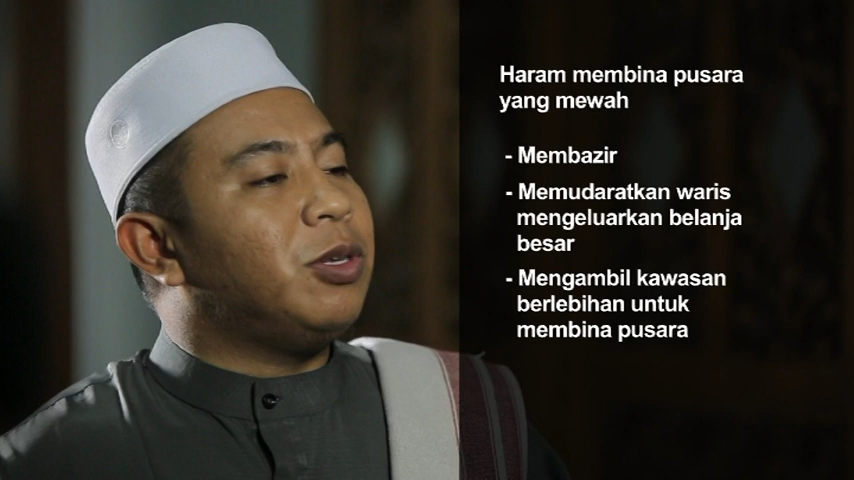 Haram membina pusara
yang mewah
- Membazir
- Memudaratkan waris
mengeluarkan belanja
besar
- Mengambil kawasan
berlebihan untuk
membina pusara